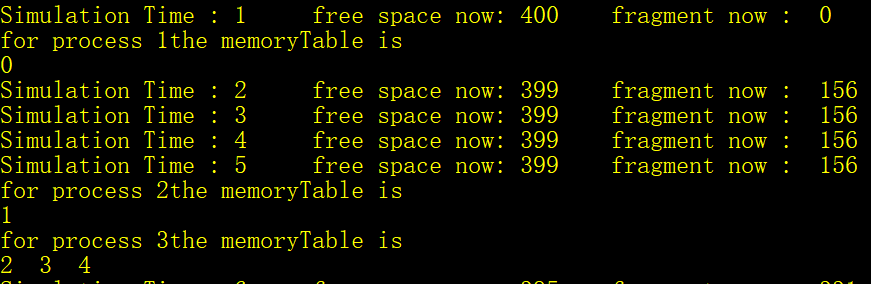 Simulation Time : 1 free space now: 400 fragment now : 0
for process 1the memoryTable is
0
Simulation Time : 2 free space now: 399 fragment now : 156
Simulation Time : 3 free space now: 399 fragment now : 156
Simulation Time : 4 free space now: 399 fragment now : 156
Simulation Time : 5 free space now: 399 fragment now : 156
for process 2the memoryTable is
1
for process 3the memoryTable is
2 3 4